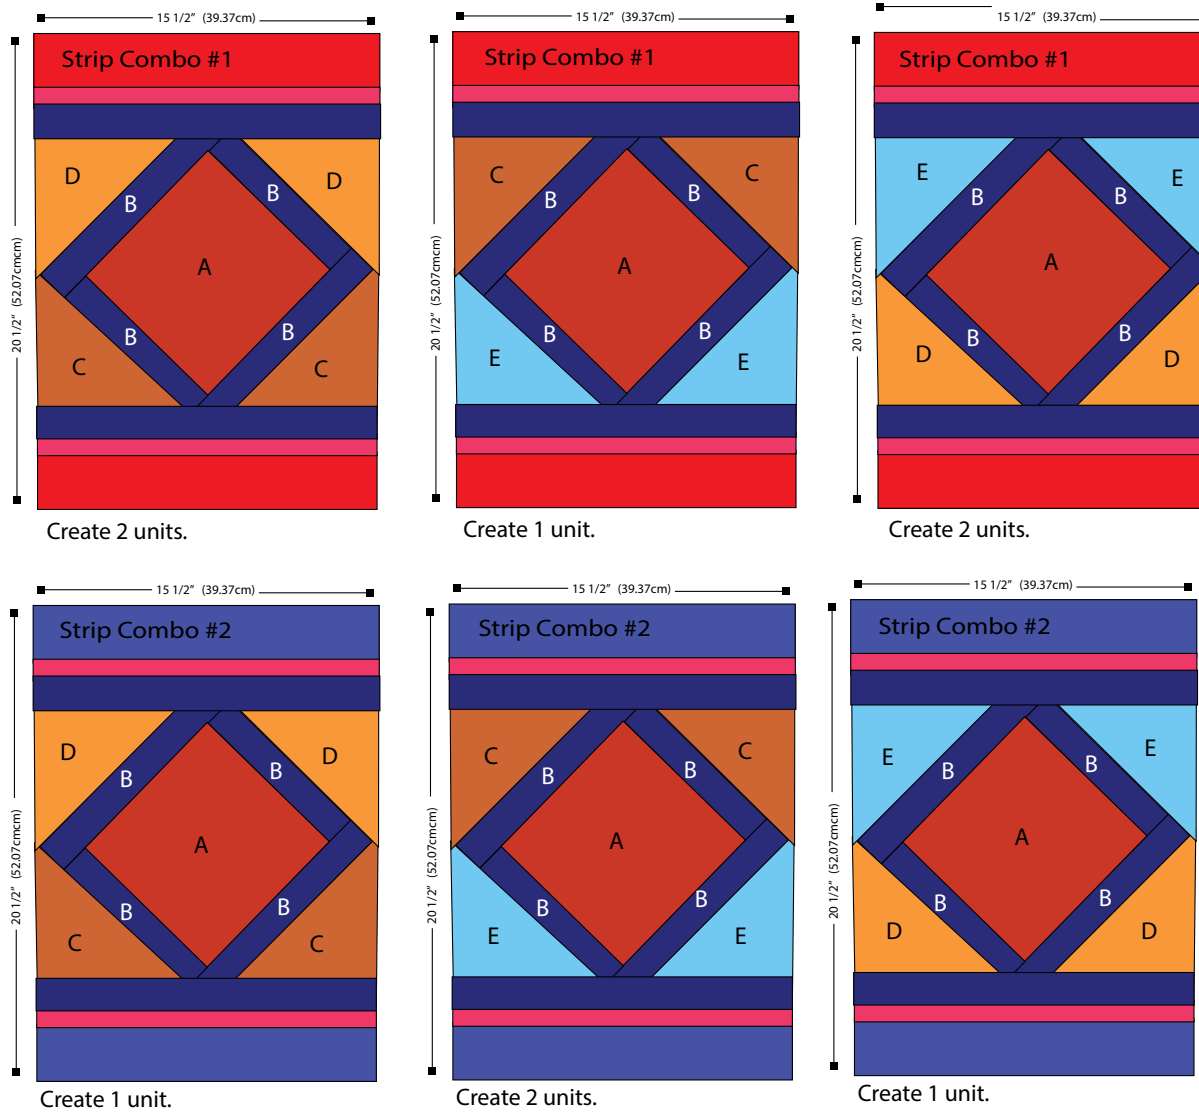 15 1/2” (39.37cm)
Strip Combo #1
D
D
B
B
A
B
B
C
C
20 1/2” (52.07cmcm)
Create 2 units.
15 1/2” (39.37cm)
Strip Combo #1
C
C
B
B
A
B
B
E
E
20 1/2” (52.07cmcm)
Create 1 unit.
15 1/2” (39.37cm)
Strip Combo #1
E
E
B
B
A
B
B
D
D
20 1/2” (52.07cmcm)
Create 2 units.
15 1/2” (39.37cm)
Strip Combo #2
D
D
B
B
A
B
B
C
C
20 1/2” (52.07cmcm)
Create 1 unit.
15 1/2” (39.37cm)
Strip Combo #2
C
C
B
B
A
B
B
E
E
20 1/2” (52.07cmcm)
Create 2 units.
15 1/2” (39.37cm)
Strip Combo #2
E
E
B
B
A
B
B
D
D
20 1/2” (52.07cmcm)
Create 1 unit.